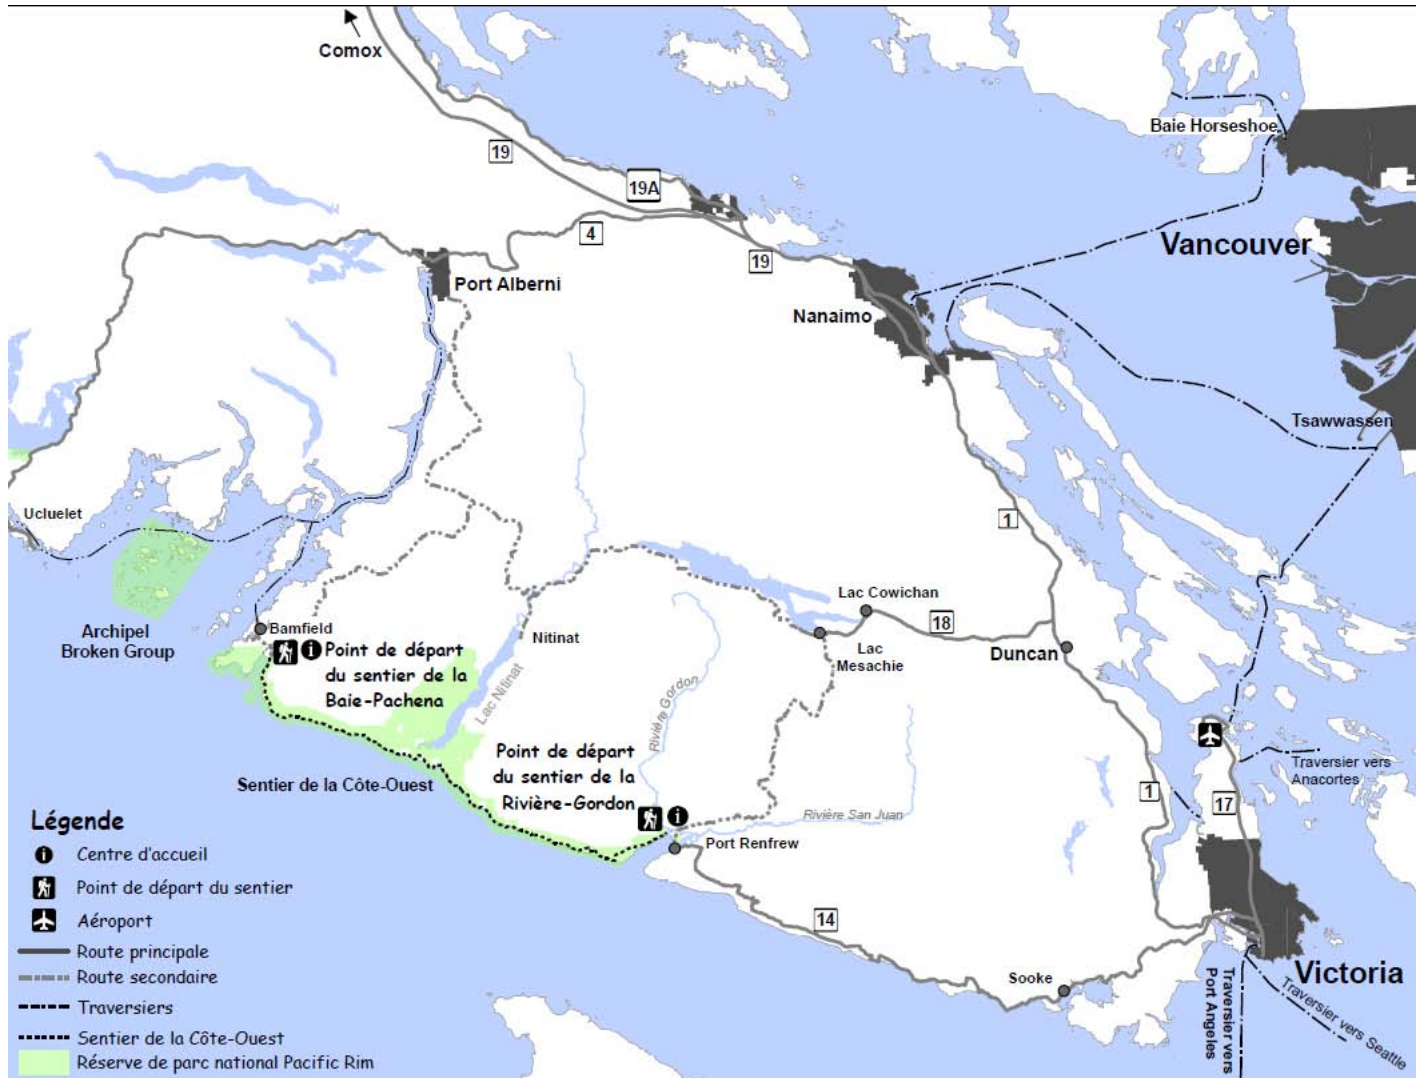 Comox
Baie Horseshoe
19
19A
4
Vancouver
19
Port Alberni
Nanaimo
Tsawwassen
Ucluelet
1
Lac Cowichan
18
Bamfield
Nitinat
Archipel
Broken Group
Lac
Mesachie
Duncan
Point de départ
du sentier de la
Baie-Pachena
Lac Nitinat
Rivière Gordon
Point de départ
du sentier de la
Rivière-Gordon
Traversier vers
Anacortes
Sentier de la Côte-Ouest
1
17
Rivière San Juan
Port Renfrew
14
Sooke
Victoria
Traversier vers
Port Angeles
Traversier vers Seattle
Légende
Centre d'accueil
Point de départ du sentier
Aéroport
Route principale
Route secondaire
Traversiers
Sentier de la Côte-Ouest
Réserve de parc national Pacific Rim